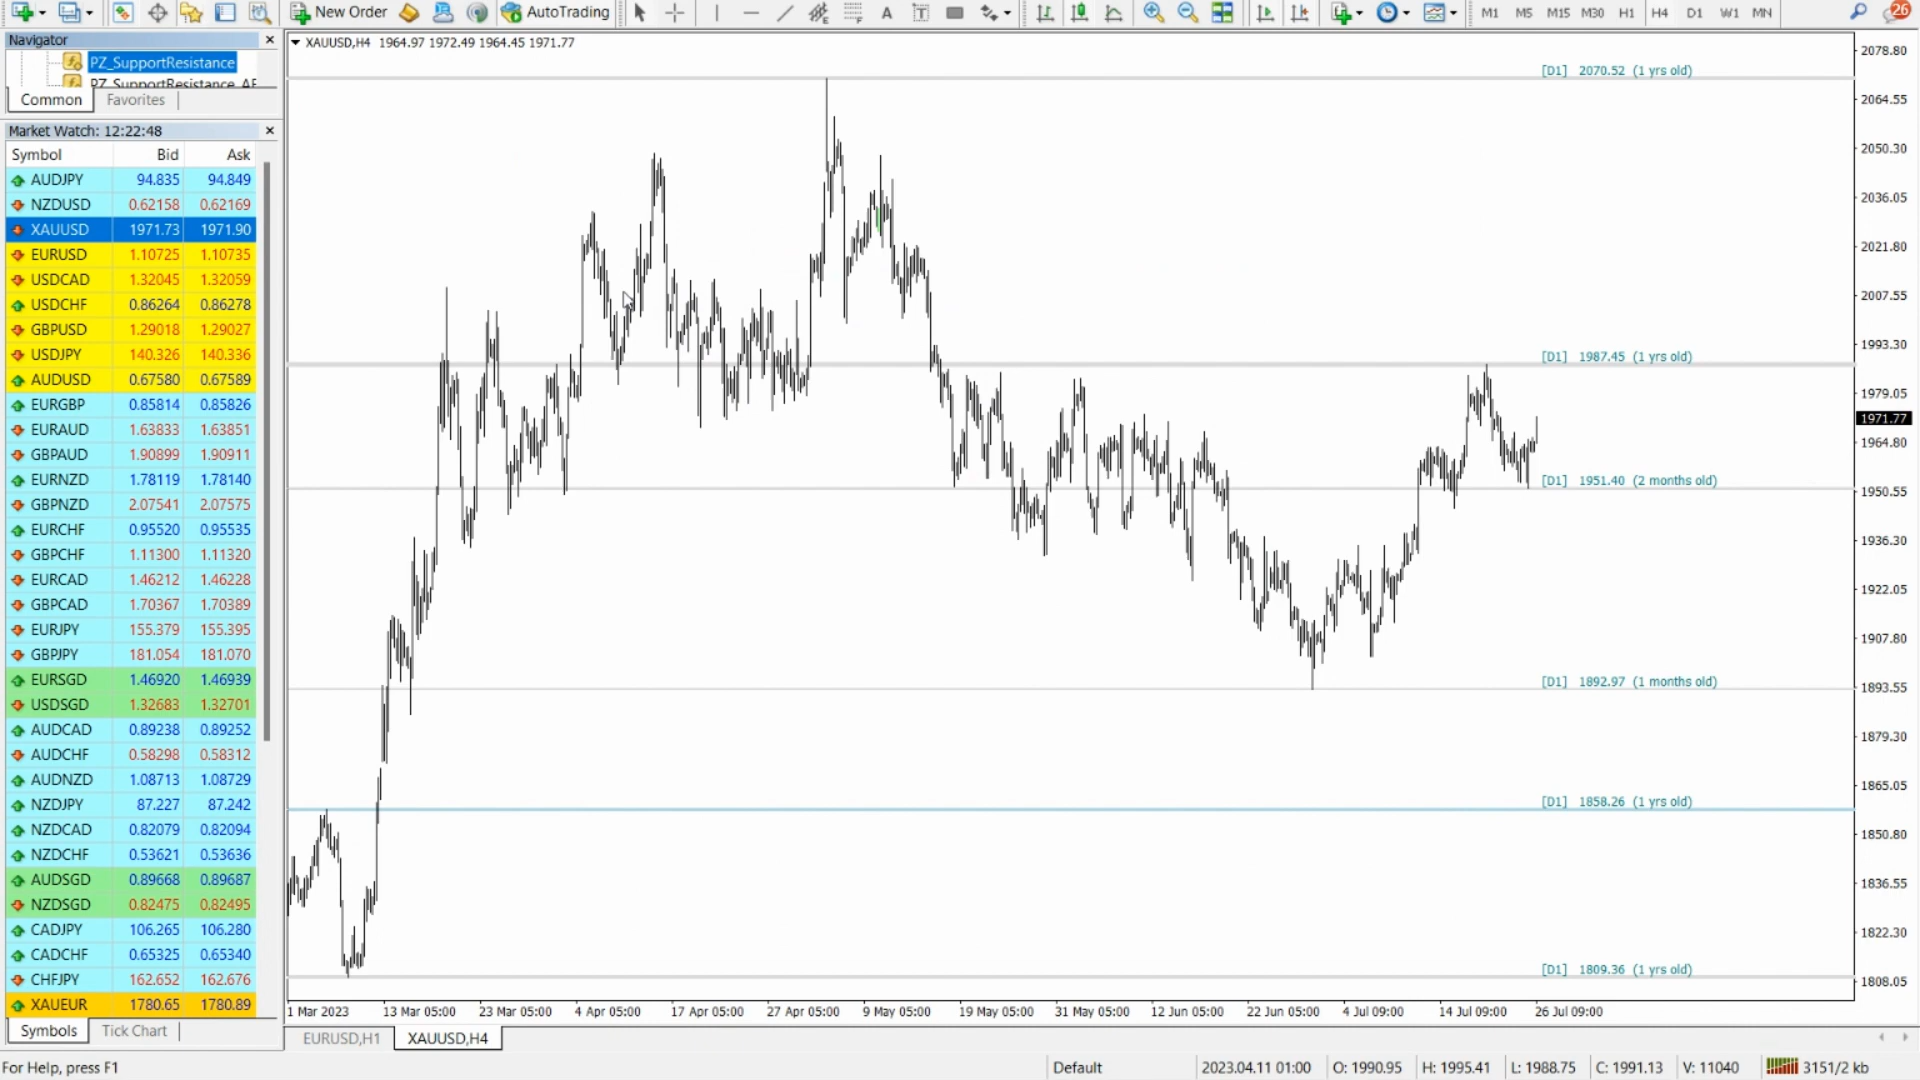 New Order
AutoTrading
A
T
E
F
M1 M5 M15 M30 H1 H4 D1 W1 MN
26
Navigator
PZ_SupportResistance
PZ_SupportResistance_AF
Common Favorites
Market Watch: 12:22:48
Symbol Bid Ask
AUDJPY 94.835 94.849
NZDUSD 0.62158 0.62169
XAUUSD 1971.73 1971.90
EURUSD 1.10725 1.10735
USDCAD 1.32045 1.32059
USDCHF 0.86264 0.86278
GBPUSD 1.29018 1.29027
USDJPY 140.326 140.336
AUDUSD 0.67580 0.67589
EURGBP 0.85814 0.85826
EURAUD 1.63833 1.63851
GBPAUD 1.90899 1.90911
EURNZD 1.78119 1.78140
GBPNZD 2.07541 2.07575
EURCHF 0.95520 0.95535
GBPCHF 1.11300 1.11320
EURCAD 1.46212 1.46228
GBPCAD 1.70367 1.70389
EURJPY 155.379 155.395
GBPJPY 181.054 181.070
EURSGD 1.46920 1.46939
USDSGD 1.32683 1.32701
AUDCAD 0.89238 0.89252
AUDCHF 0.58298 0.58312
AUDNZD 1.08713 1.08729
NZDJPY 87.227 87.242
NZDCAD 0.82079 0.82094
NZDCHF 0.53621 0.53636
AUDSGD 0.89668 0.89687
NZDSGD 0.82475 0.82495
CADJPY 106.265 106.280
CADCHF 0.65325 0.65340
CHFJPY 162.652 162.676
XAUEUR 1780.65 1780.89
Symbols Tick Chart
XAUUSD,H4 1964.97 1972.49 1964.45 1971.77
[D1] 2070.52 (1 yrs old)
[D1] 1987.45 (1 yrs old)
[D1] 1951.40 (2 months old)
[D1] 1892.97 (1 months old)
[D1] 1858.26 (1 yrs old)
[D1] 1809.36 (1 yrs old)
2078.80
2064.55
2050.30
2036.05
2021.80
2007.55
1993.30
1979.05
1971.77
1964.80
1950.55
1936.30
1922.05
1907.80
1893.55
1879.30
1865.05
1850.80
1836.55
1822.30
1808.05
1 Mar 2023 13 Mar 05:00 23 Mar 05:00 4 Apr 05:00 17 Apr 05:00 27 Apr 05:00 9 May 05:00 19 May 05:00 31 May 05:00 12 Jun 05:00 22 Jun 05:00 4 Jul 09:00 14 Jul 09:00 26 Jul 09:00
EURUSD,H1 XAUUSD,H4
For Help, press F1 Default 2023.04.11 01:00 O: 1990.95 H: 1995.41 L: 1988.75 C: 1991.13 V: 11040 3151/2 kb